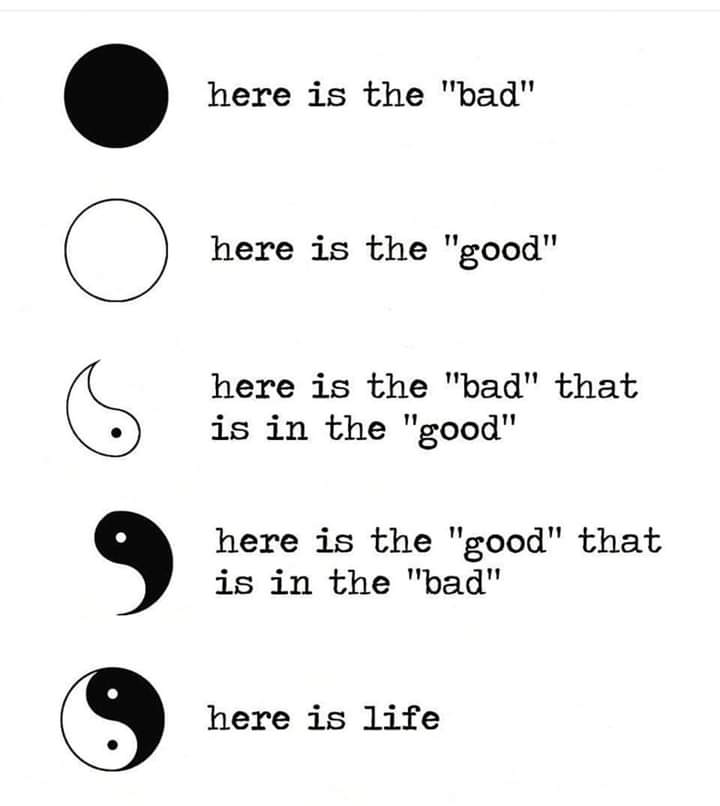 here is the "bad"
here is the "good"
here is the "bad" that
is in the "good"
here is the "good" that
is in the "bad"
here is life